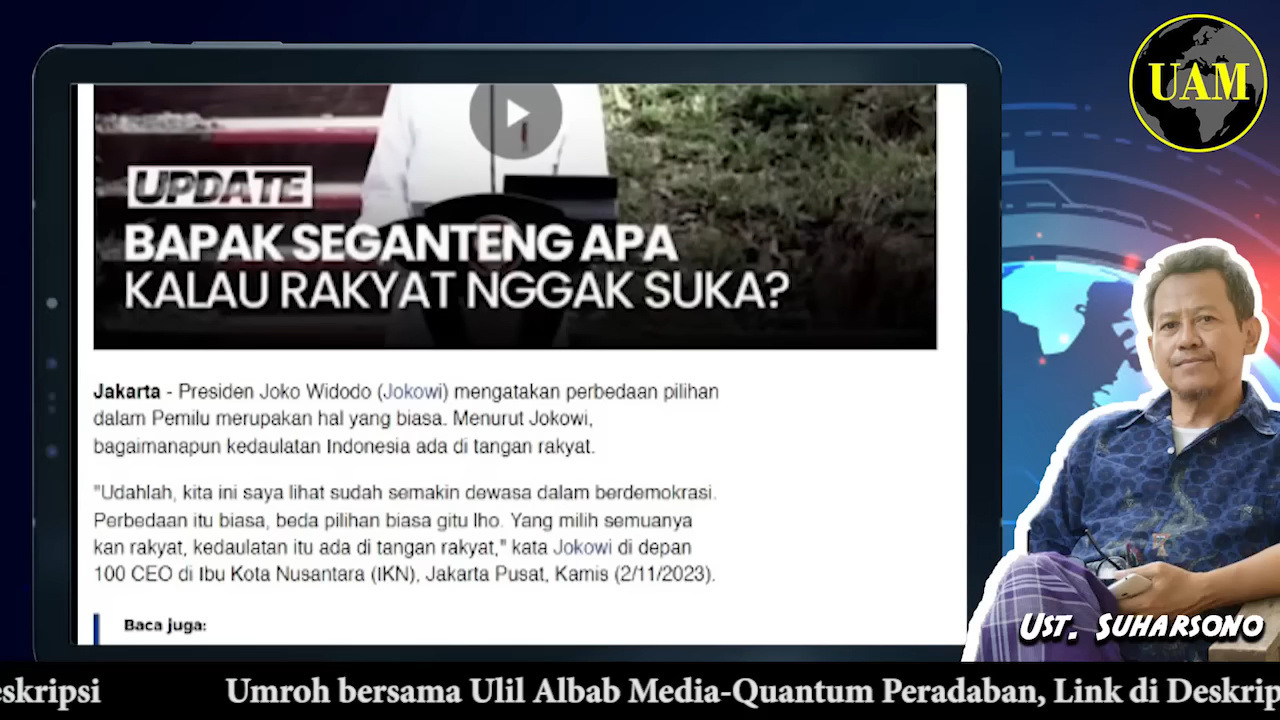 UAM
UPDATE
BAPAK SEGANTENG APA
KALAU RAKYAT NGGAK SUKA?
Jakarta - Presiden Joko Widodo (Jokowi) mengatakan perbedaan pilihan
dalam Pemilu merupakan hal yang biasa. Menurut Jokowi,
bagaimanapun kedaulatan Indonesia ada di tangan rakyat.
"Udahlah, kita ini saya lihat sudah semakin dewasa dalam berdemokrasi.
Perbedaan itu biasa, beda pilihan biasa gitu lho. Yang milih semuanya
kan rakyat, kedaulatan itu ada di tangan rakyat," kata Jokowi di depan
100 CEO di Ibu Kota Nusantara (IKN), Jakarta Pusat, Kamis (2/11/2023).
Baca juga:
UST. SUHARSONO
eskripsi Umroh bersama Ulil Albab Media-Quantum Peradaban, Link di Deskrip